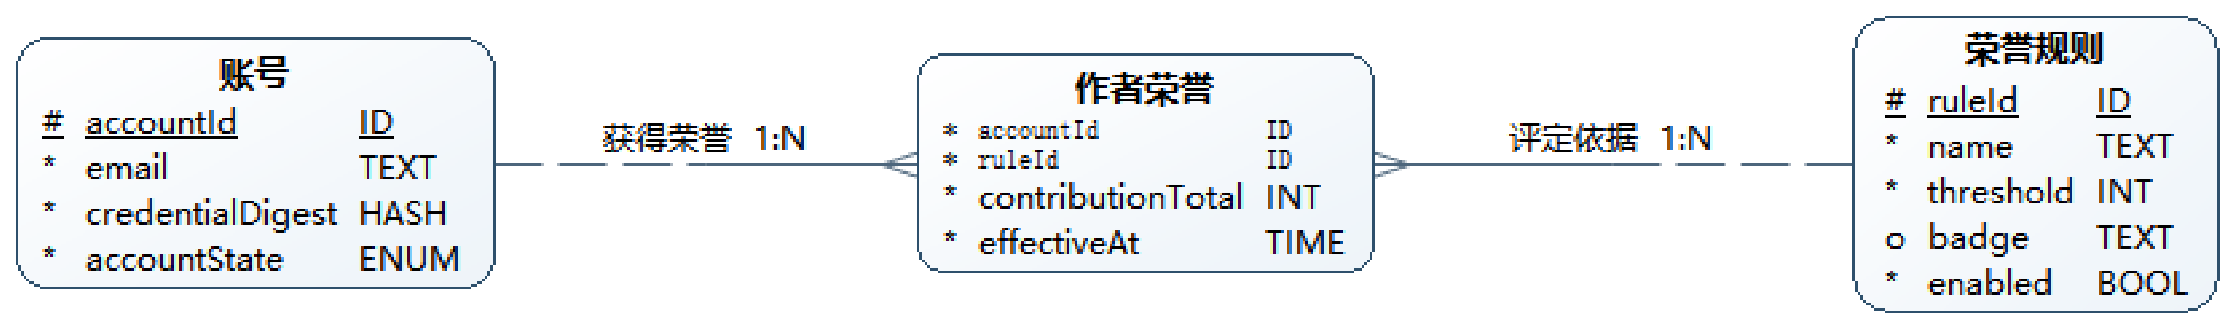 账号
# accountId ID
* email TEXT
* credentialDigest HASH
* accountState ENUM
获得荣誉 1:N
作者荣誉
* accountId ID
* ruleId ID
* contributionTotal INT
* effectiveAt TIME
评定依据 1:N
荣誉规则
# ruleId ID
* name TEXT
* threshold INT
o badge TEXT
* enabled BOOL